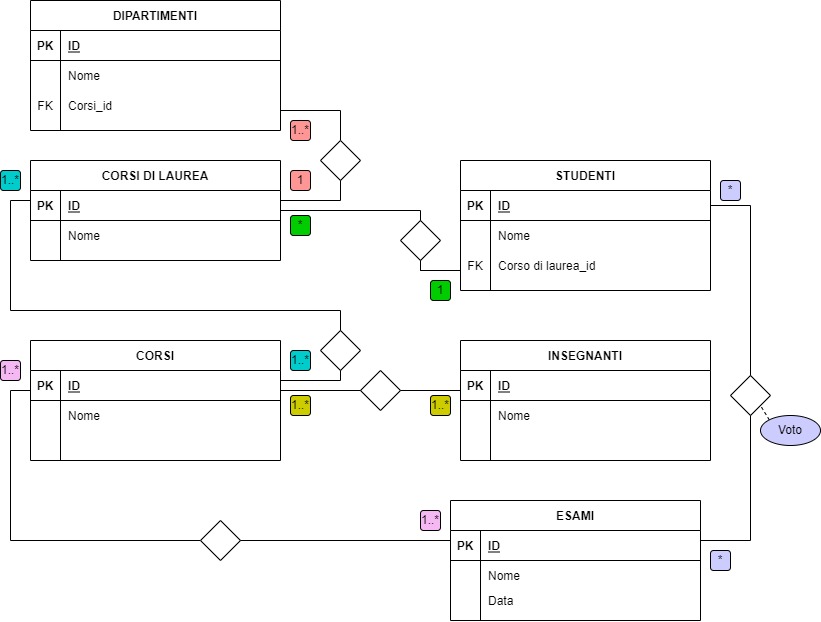 DIPARTIMENTI
PK ID
Nome
FK Corsi_id
1..*
CORSI DI LAUREA
1..*
1
PK ID
Nome
*
STUDENTI
*
PK ID
Nome
FK Corso di laurea_id
1
CORSI
1..*
1..*
PK ID
Nome
1..*
INSEGNANTI
PK ID
Nome
1..*
Voto
ESAMI
1..*
PK ID
*
Nome
Data